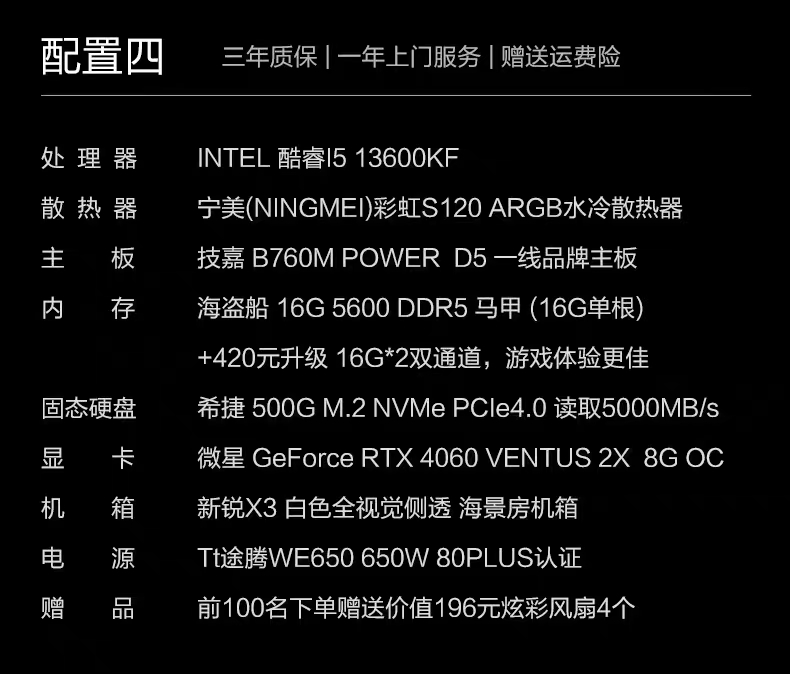 配置四 三年质保 | 一年上门服务 | 赠送运费险
处理器 INTEL 酷睿I5 13600KF
散热器 宁美(NINGMEI)彩虹S120 ARGB水冷散热器
主板 技嘉 B760M POWER D5 一线品牌主板
内存 海盗船 16G 5600 DDR5 马甲 (16G单根)
+420元升级 16G*2双通道，游戏体验更佳
固态硬盘 希捷 500G M.2 NVMe PCIe4.0 读取5000MB/s
显卡 微星 GeForce RTX 4060 VENTUS 2X 8G OC
机箱 新锐X3 白色全视觉侧透 海景房机箱
电源 Tt途腾WE650 650W 80PLUS认证
赠品 前100名下单赠送价值196元炫彩风扇4个